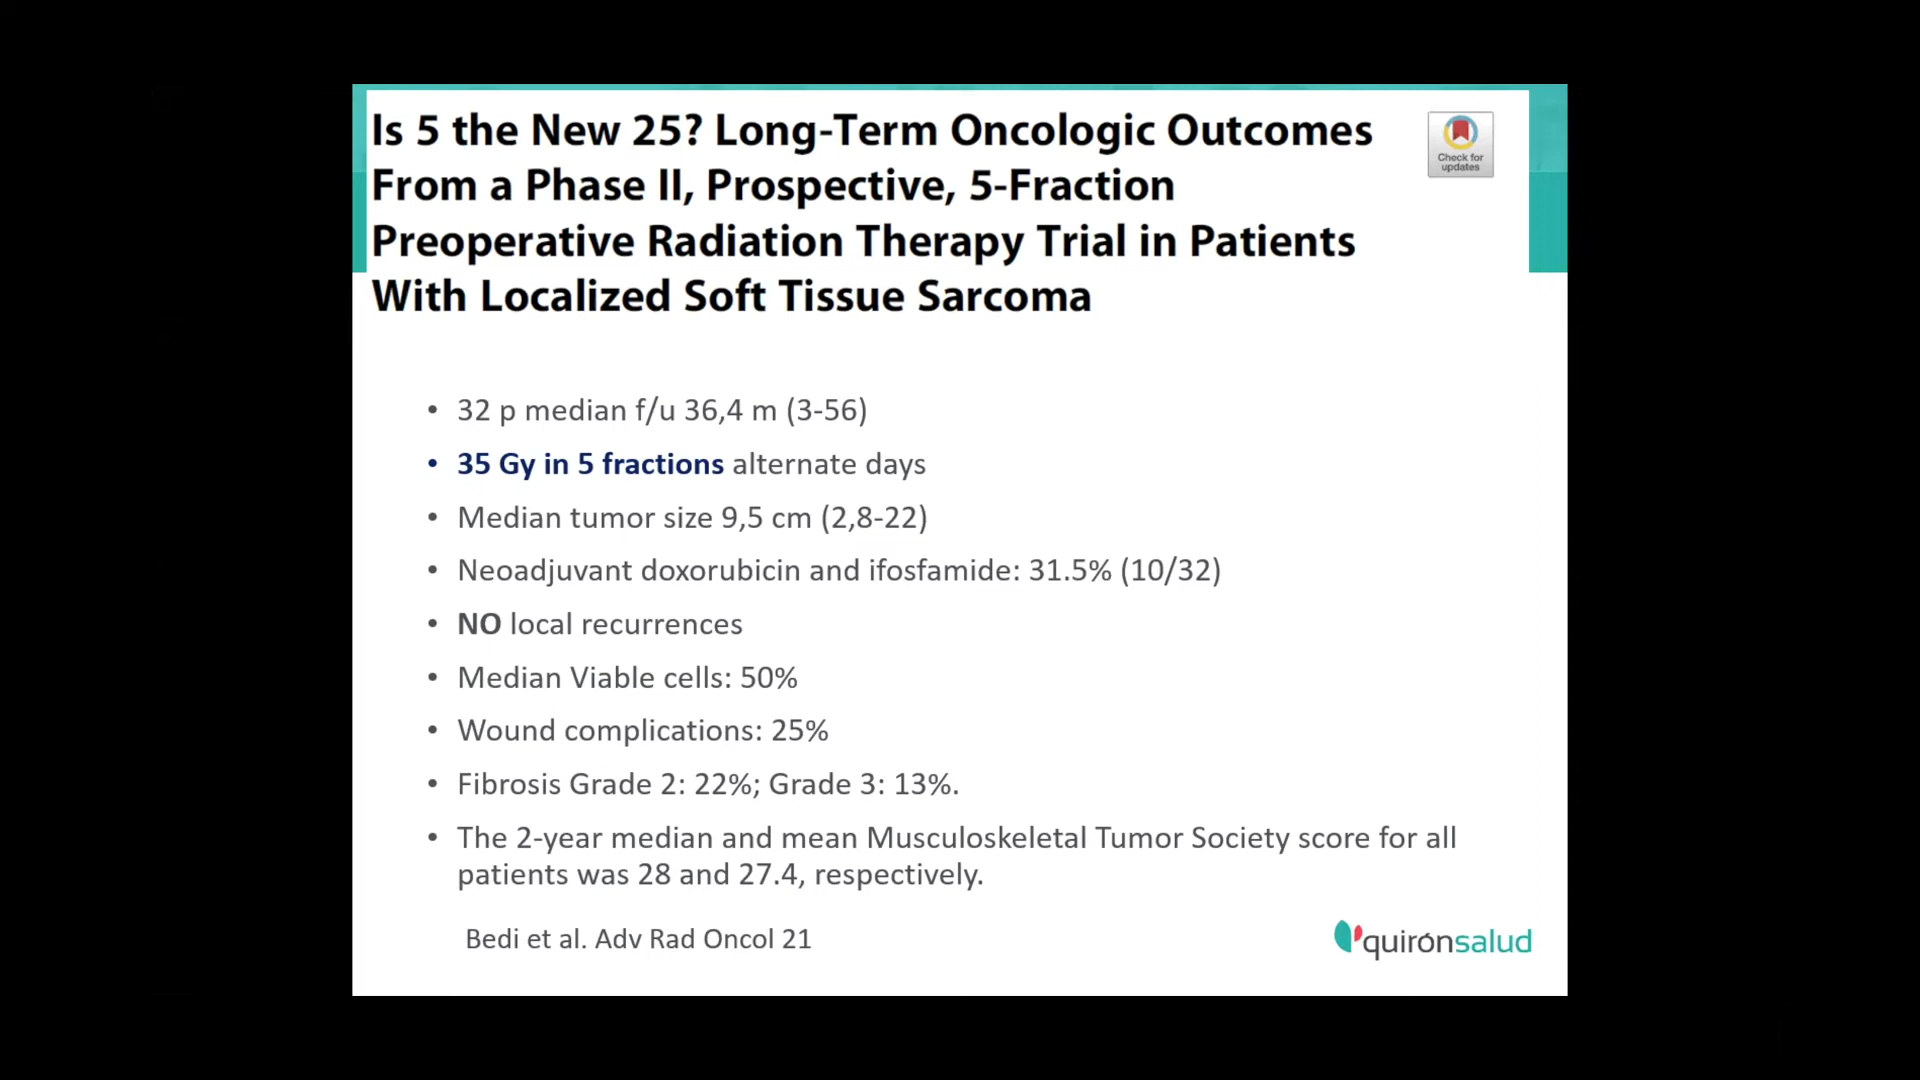 Is 5 the New 25? Long-Term Oncologic Outcomes
From a Phase II, Prospective, 5-Fraction
Preoperative Radiation Therapy Trial in Patients
With Localized Soft Tissue Sarcoma
Check for
updates
• 32 p median f/u 36,4 m (3-56)
• 35 Gy in 5 fractions alternate days
• Median tumor size 9,5 cm (2,8-22)
• Neoadjuvant doxorubicin and ifosfamide: 31.5% (10/32)
• NO local recurrences
• Median Viable cells: 50%
• Wound complications: 25%
• Fibrosis Grade 2: 22%; Grade 3: 13%.
• The 2-year median and mean Musculoskeletal Tumor Society score for all
patients was 28 and 27.4, respectively.
Bedi et al. Adv Rad Oncol 21
quirónsalud